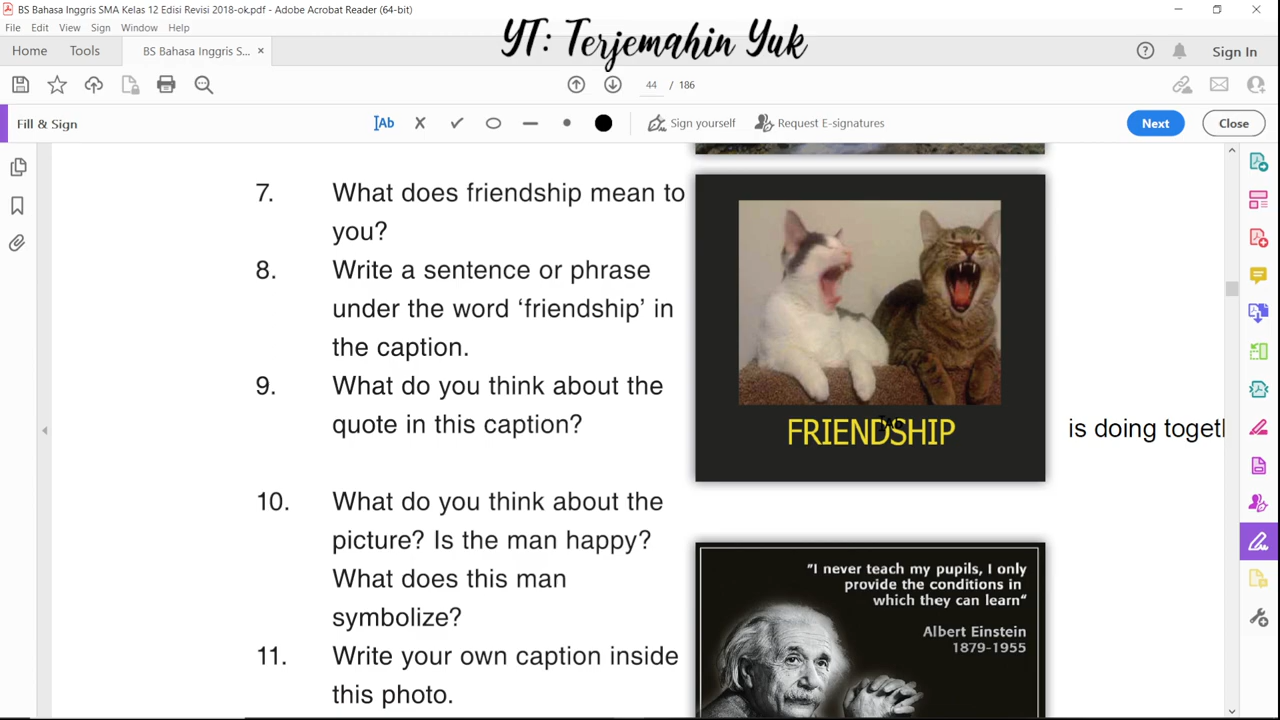 BS Bahasa Inggris SMA Kelas 12 Edisi Revisi 2018-ok.pdf - Adobe Acrobat Reader (64-bit)
YT: Terjemahin Yuk
File Edit View Sign Window Help
Home Tools BS Bahasa Inggris S... × Sign In
44 / 186
Fill & Sign Ab Sign yourself Request E-signatures Next Close
7. What does friendship mean to
you?
8. Write a sentence or phrase
under the word ‘friendship’ in
the caption.
9. What do you think about the
quote in this caption?
FRIENDSHIP
is doing toget
10. What do you think about the
picture? Is the man happy?
What does this man
symbolize?
11. Write your own caption inside
this photo.
"I never teach my pupils, I only
provide the conditions in
which they can learn"
Albert Einstein
1879-1955